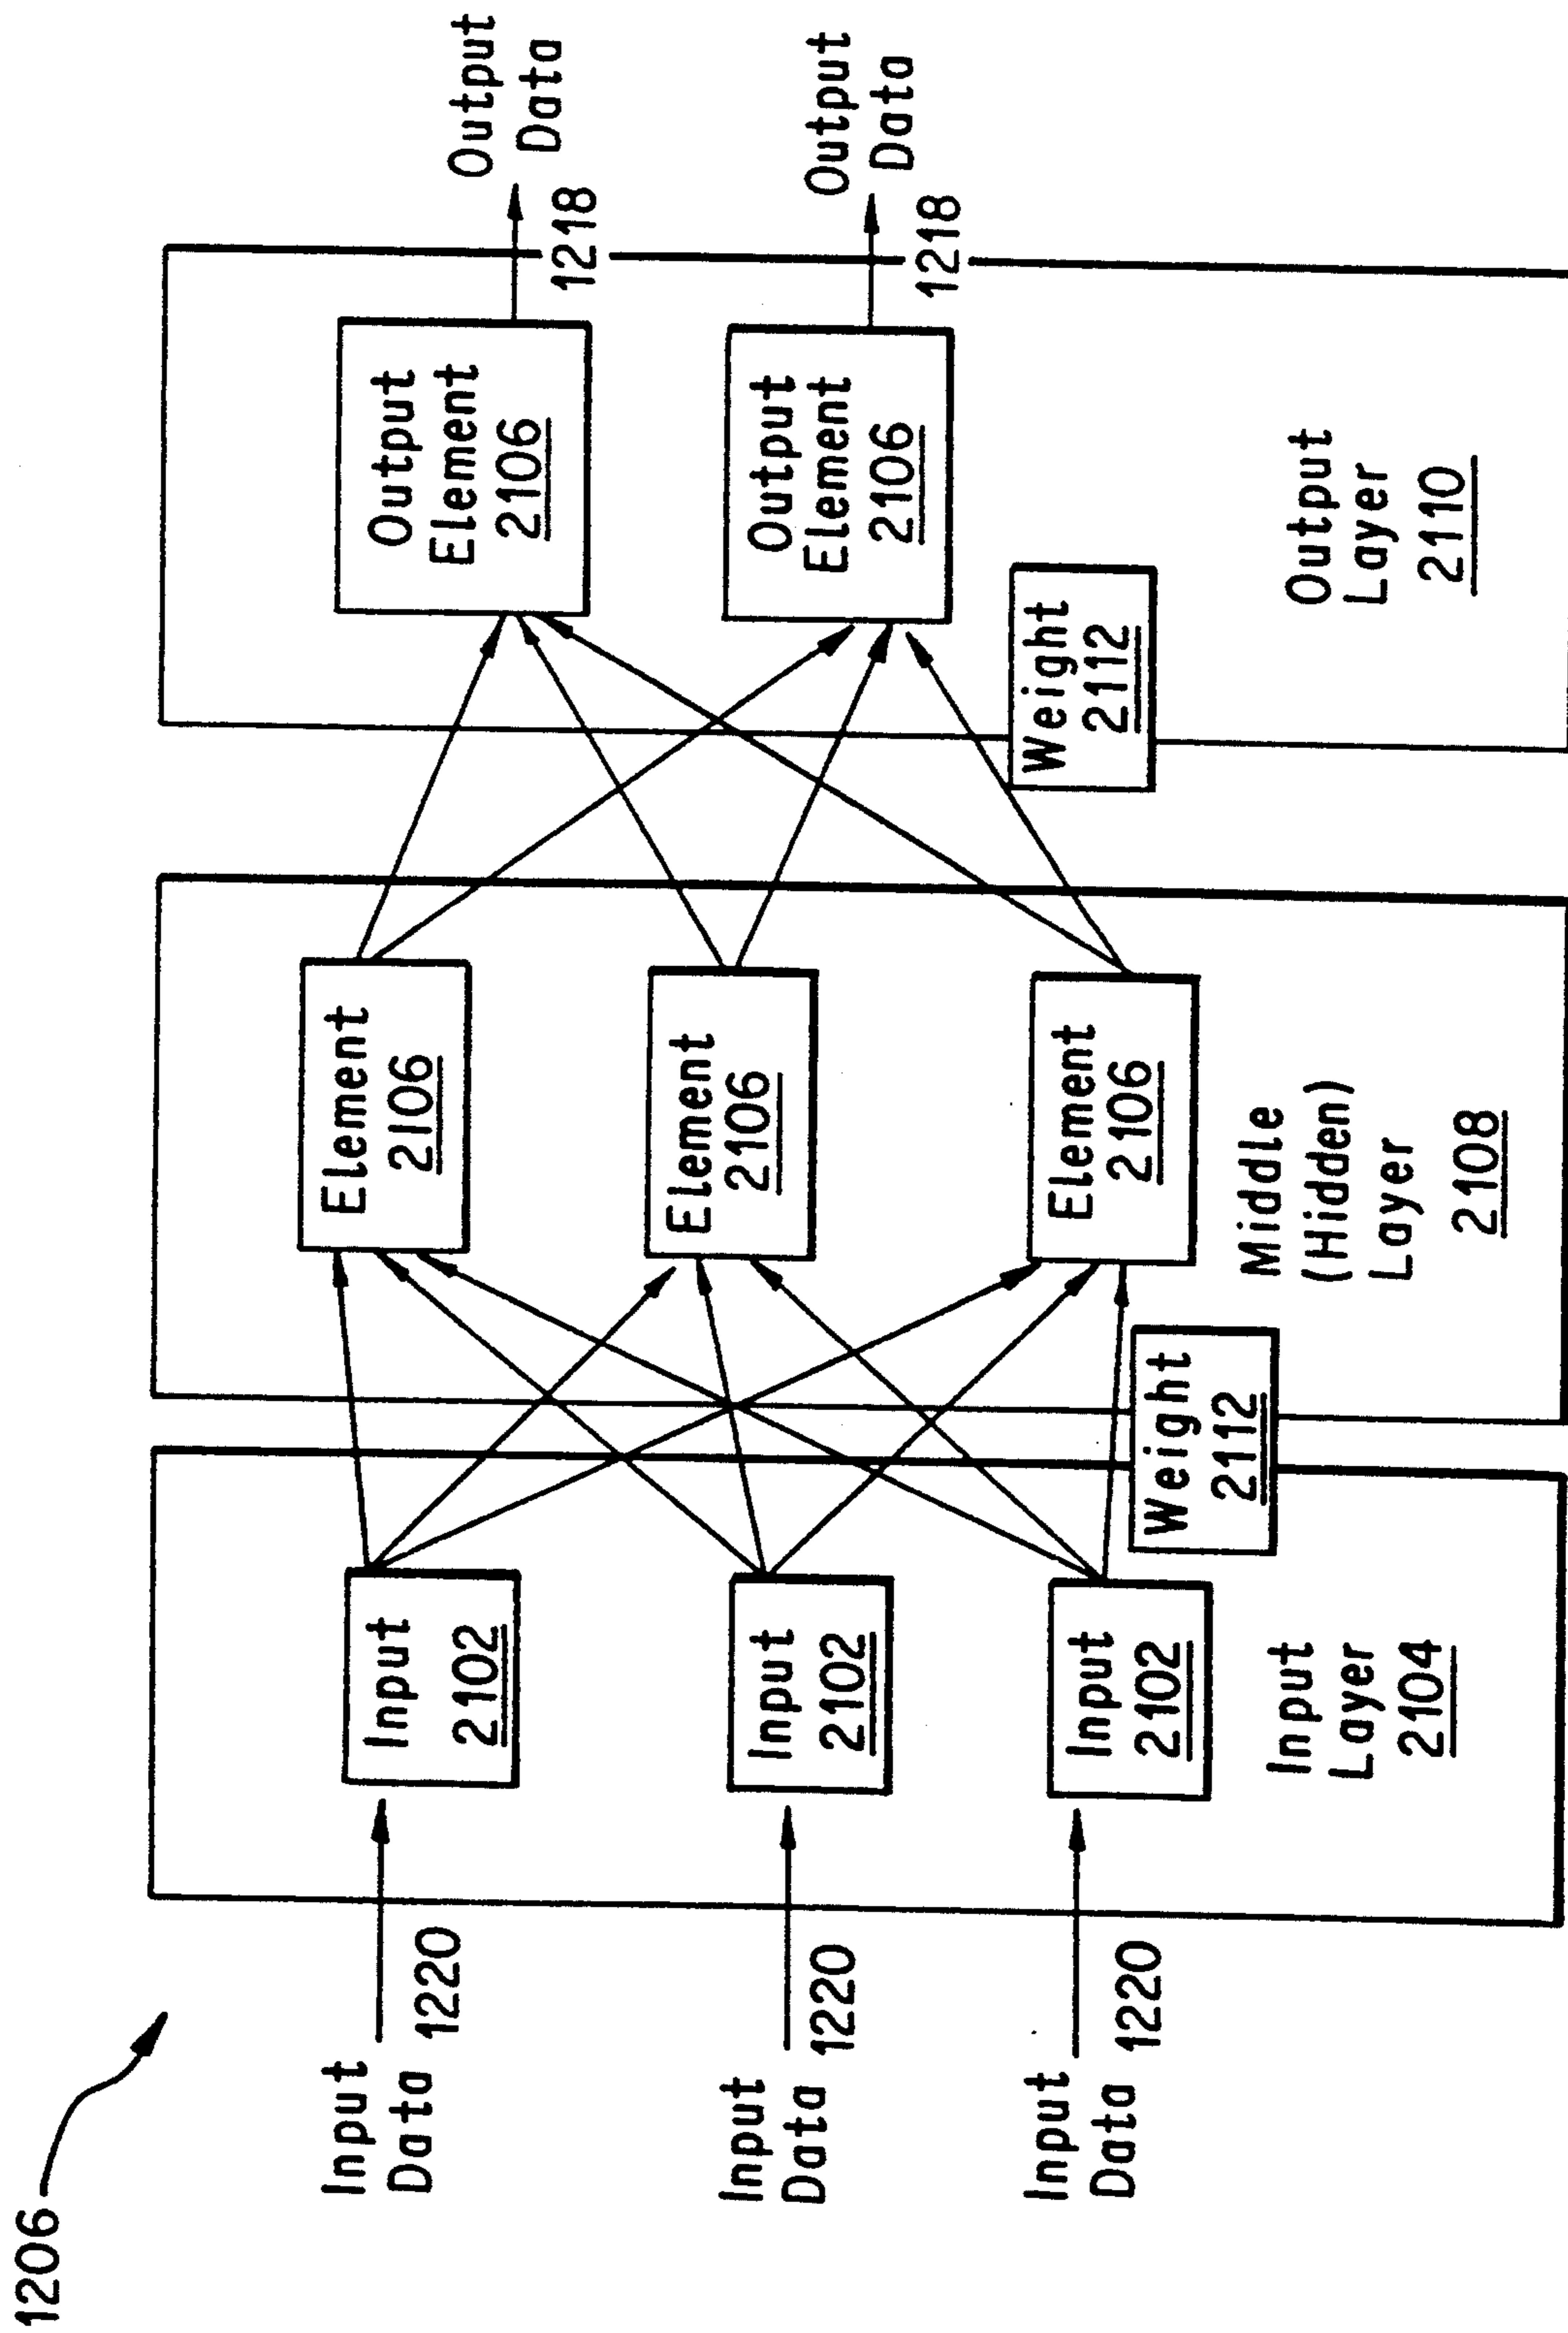 1206
Input
Data 1220
Input
Data 1220
Input
Data 1220
Input
2102
Input
2102
Input
2102
Input
Layer
2104
Weight
2112
Element
2106
Element
2106
Element
2106
Middle
(Hidden)
Layer
2108
Weight
2112
Output
Element
2106
Output
Element
2106
Output
Layer
2110
1218
Output
Data
1218
Output
Data